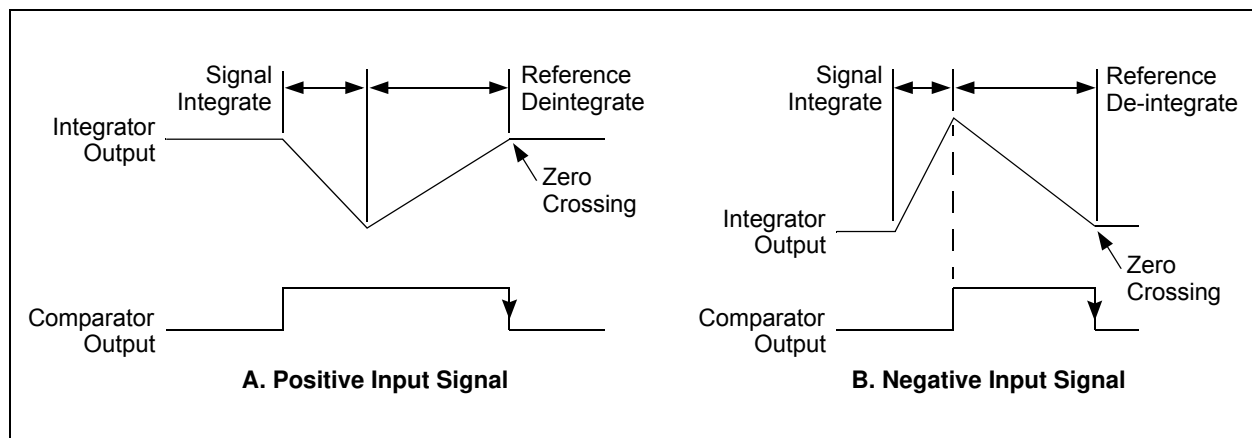 Signal
Integrate
Reference
Deintegrate
Integrator
Output
Zero
Crossing
Comparator
Output
A. Positive Input Signal
Signal
Integrate
Reference
De-integrate
Integrator
Output
Zero
Crossing
Comparator
Output
B. Negative Input Signal